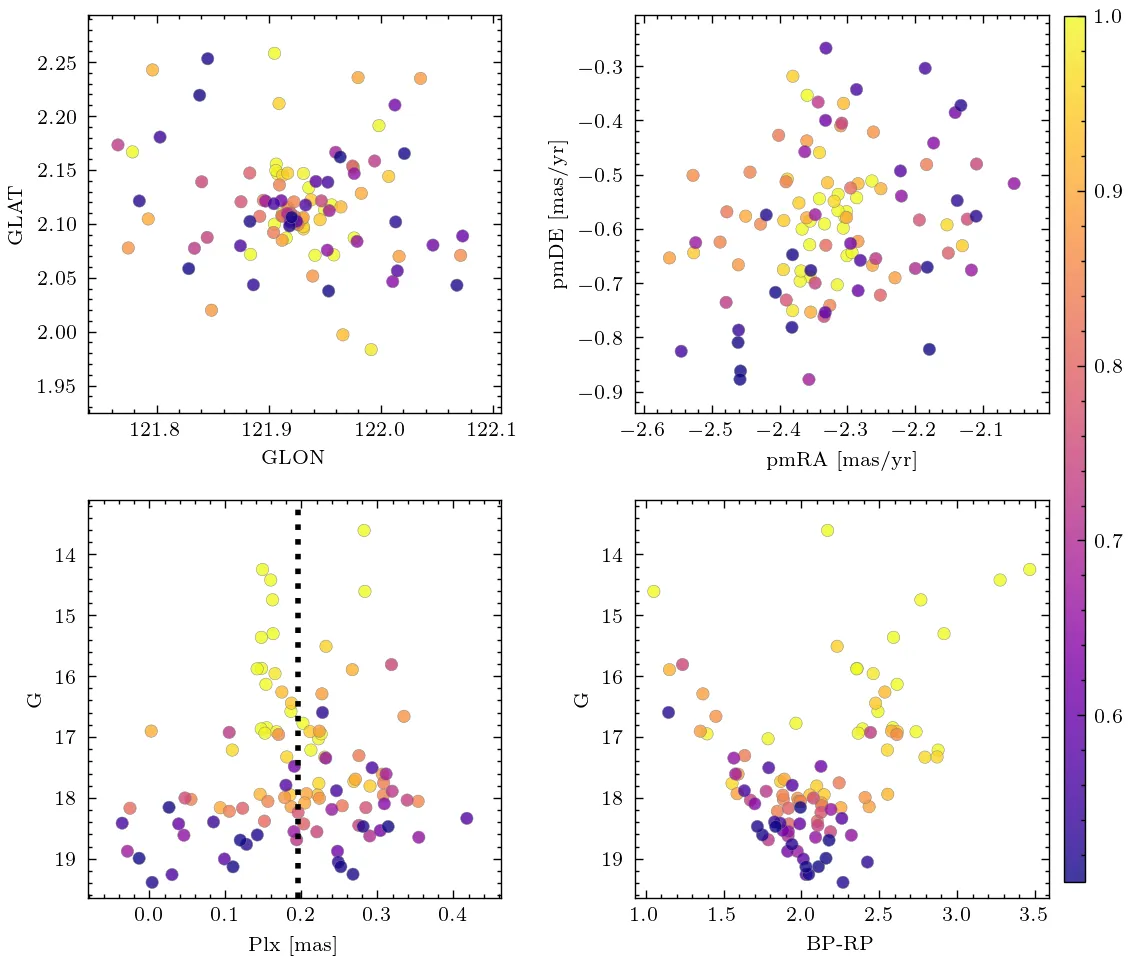 2.25
2.20
2.15
2.10
2.05
2.00
1.95
GLAT
121.8 121.9 122.0 122.1
GLON
−0.3
−0.4
−0.5
−0.6
−0.7
−0.8
−0.9
pmDE [mas/yr]
−2.6 −2.5 −2.4 −2.3 −2.2 −2.1
pmRA [mas/yr]
14
15
16
17
18
19
G
0.0 0.1 0.2 0.3 0.4
Plx [mas]
14
15
16
17
18
19
G
1.0 1.5 2.0 2.5 3.0 3.5
BP-RP
1.0
0.9
0.8
0.7
0.6